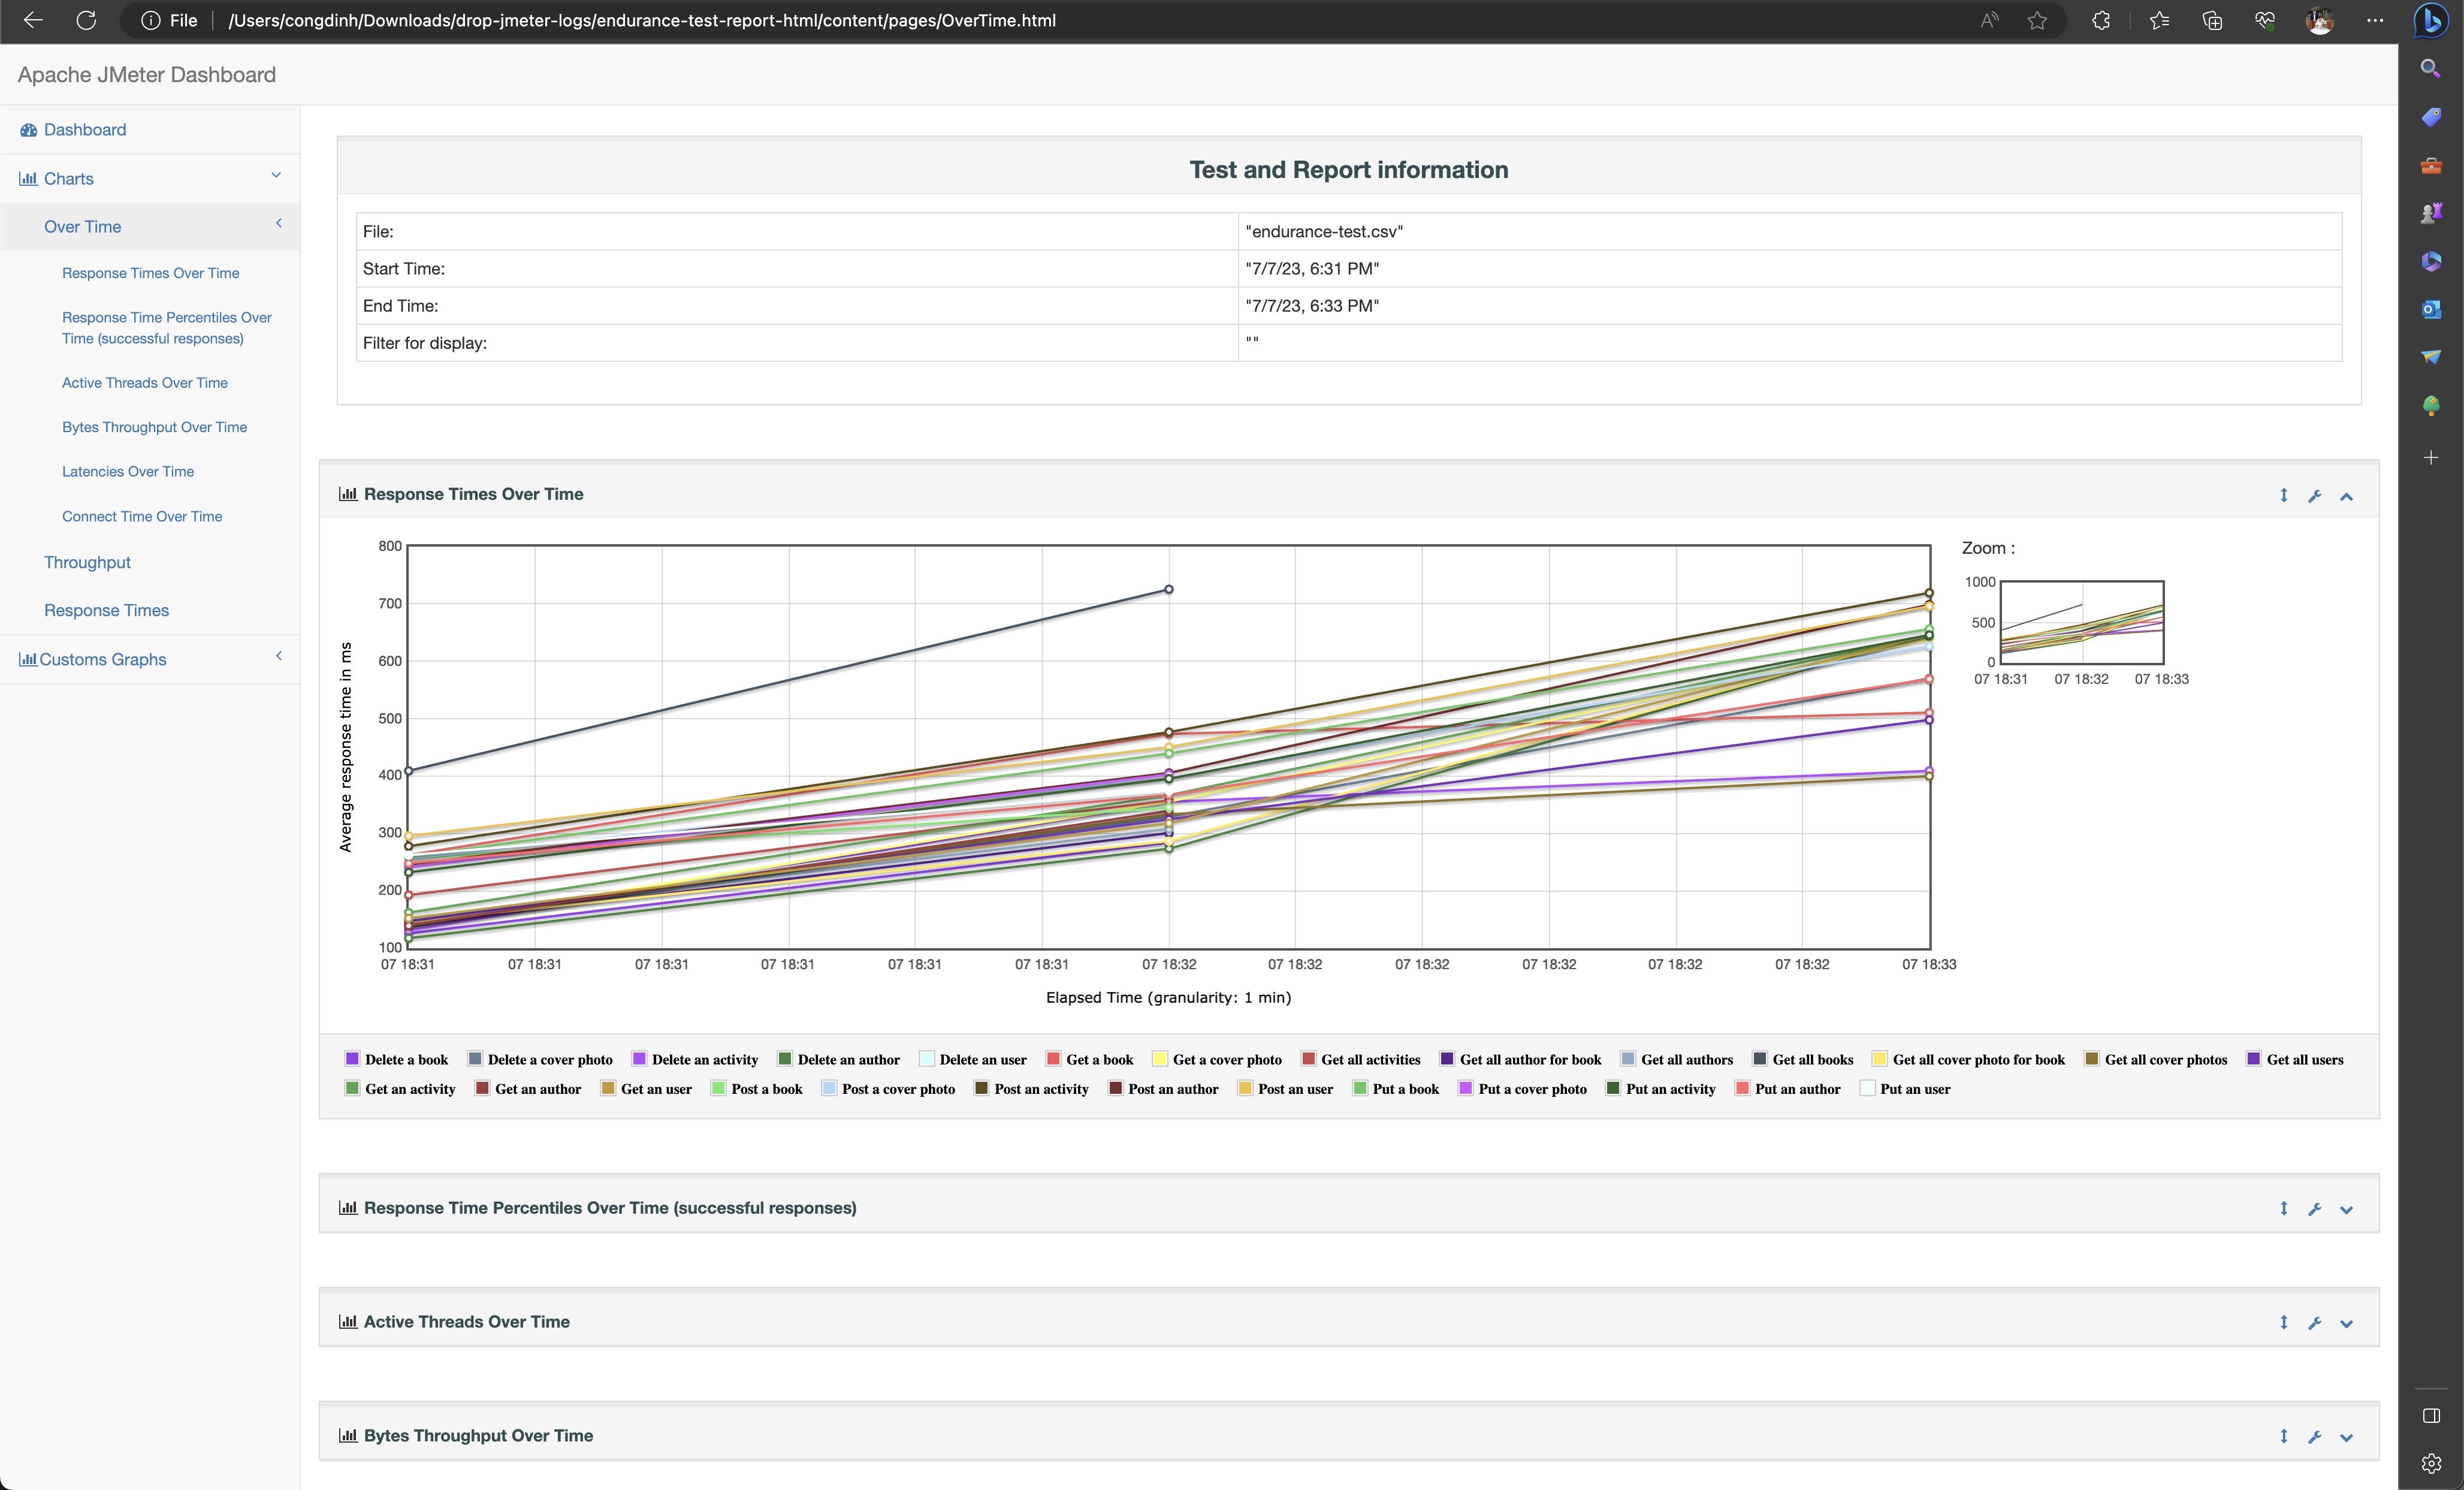 File /Users/congdinh/Downloads/drop-jmeter-logs/endurance-test-report-html/content/pages/OverTime.html
Apache JMeter Dashboard
Dashboard
Charts
Over Time
Response Times Over Time
Response Time Percentiles Over
Time (successful responses)
Active Threads Over Time
Bytes Throughput Over Time
Latencies Over Time
Connect Time Over Time
Throughput
Response Times
Customs Graphs
Test and Report information
File: "endurance-test.csv"
Start Time: "7/7/23, 6:31 PM"
End Time: "7/7/23, 6:33 PM"
Filter for display: ""
Response Times Over Time
Average response time in ms
800
700
600
500
400
300
200
100
07 18:31 07 18:31 07 18:31 07 18:31 07 18:31 07 18:31 07 18:32 07 18:32 07 18:32 07 18:32 07 18:32 07 18:32 07 18:33
Elapsed Time (granularity: 1 min)
Zoom :
1000
500
0
07 18:31 07 18:32 07 18:33
Delete a book Delete a cover photo Delete an activity Delete an author Delete an user Get a book Get a cover photo Get all activities Get all author for book Get all authors Get all books Get all cover photo for book Get all cover photos Get all users
Get an activity Get an author Get an user Post a book Post a cover photo Post an activity Post an author Post an user Put a book Put a cover photo Put an activity Put an author Put an user
Response Time Percentiles Over Time (successful responses)
Active Threads Over Time
Bytes Throughput Over Time